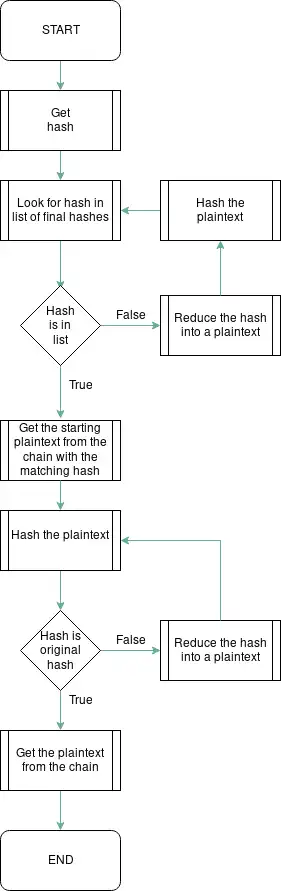 START
Get
hash
Look for hash in
list of final hashes
Hash the
plaintext
Hash
is in
list
False
Reduce the hash
into a plaintext
True
Get the starting
plaintext from the
chain with the
matching hash
Hash the plaintext
Hash is
original
hash
False
Reduce the hash
into a plaintext
True
Get the plaintext
from the chain
END